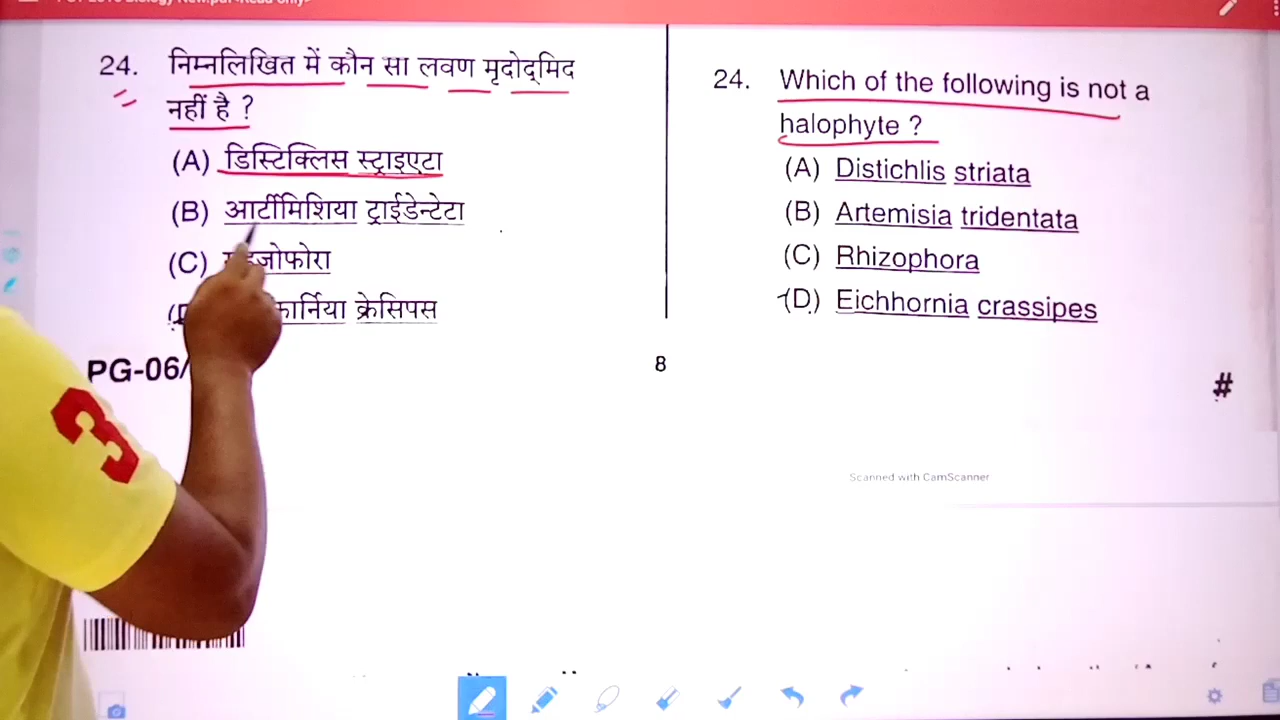 24. निम्नलिखित में कौन सा लवण मृदोद्‌मिद
नहीं है ?
(A) डिस्टिक्लिस स्ट्राइएटा
(B) आर्टीमिशिया ट्राईडेन्टेटा
(C)
क्रेसिपस
PG-06/
24. Which of the following is not a
halophyte ?
(A) Distichlis striata
(B) Artemisia tridentata
(C) Rhizophora
(D) Eichhornia crassipes
8
#
Scanned with CamScanner
3